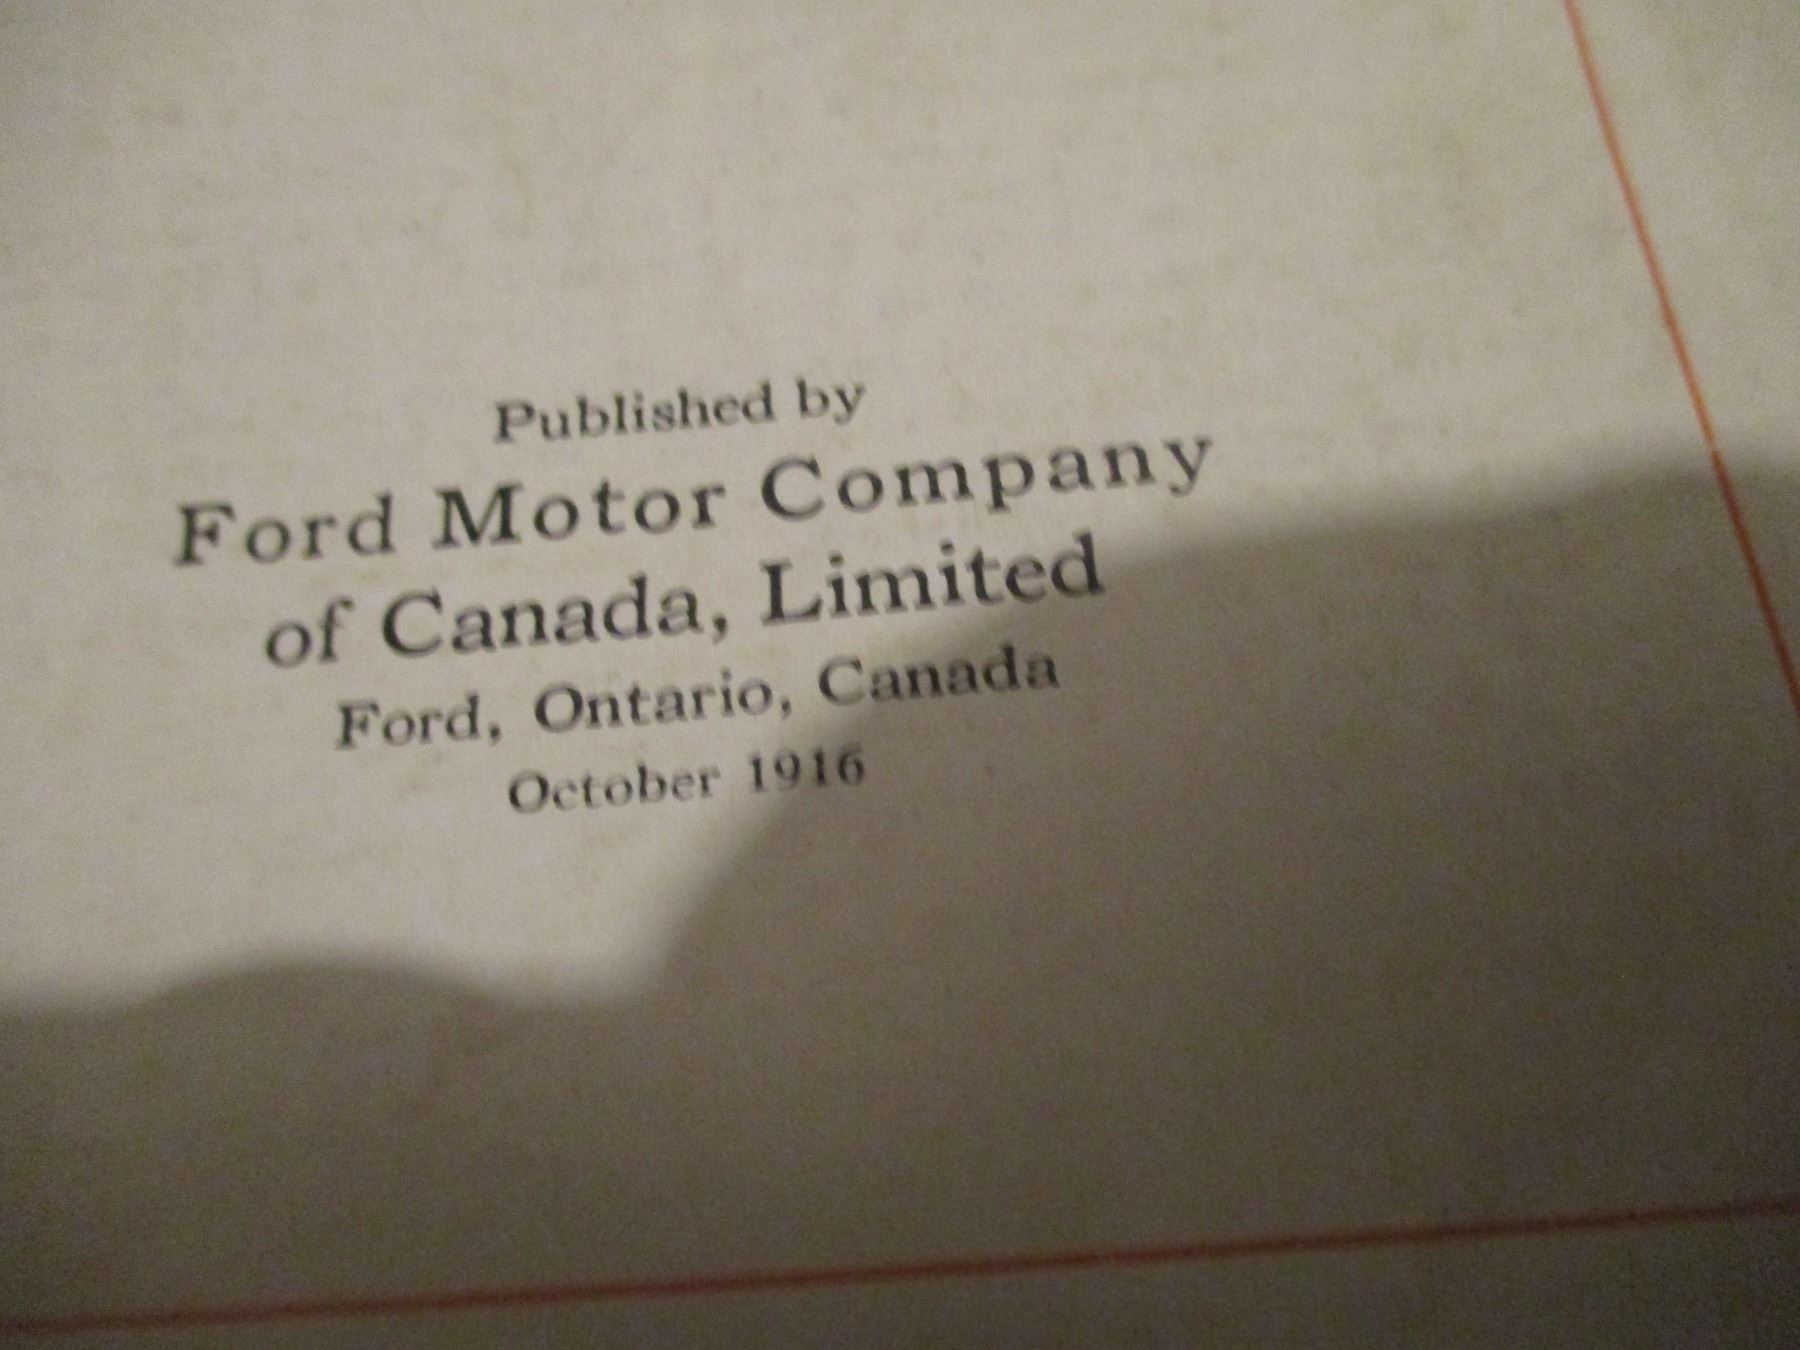 Published by
Ford Motor Company
of Canada, Limited
Ford, Ontario, Canada
October 1916